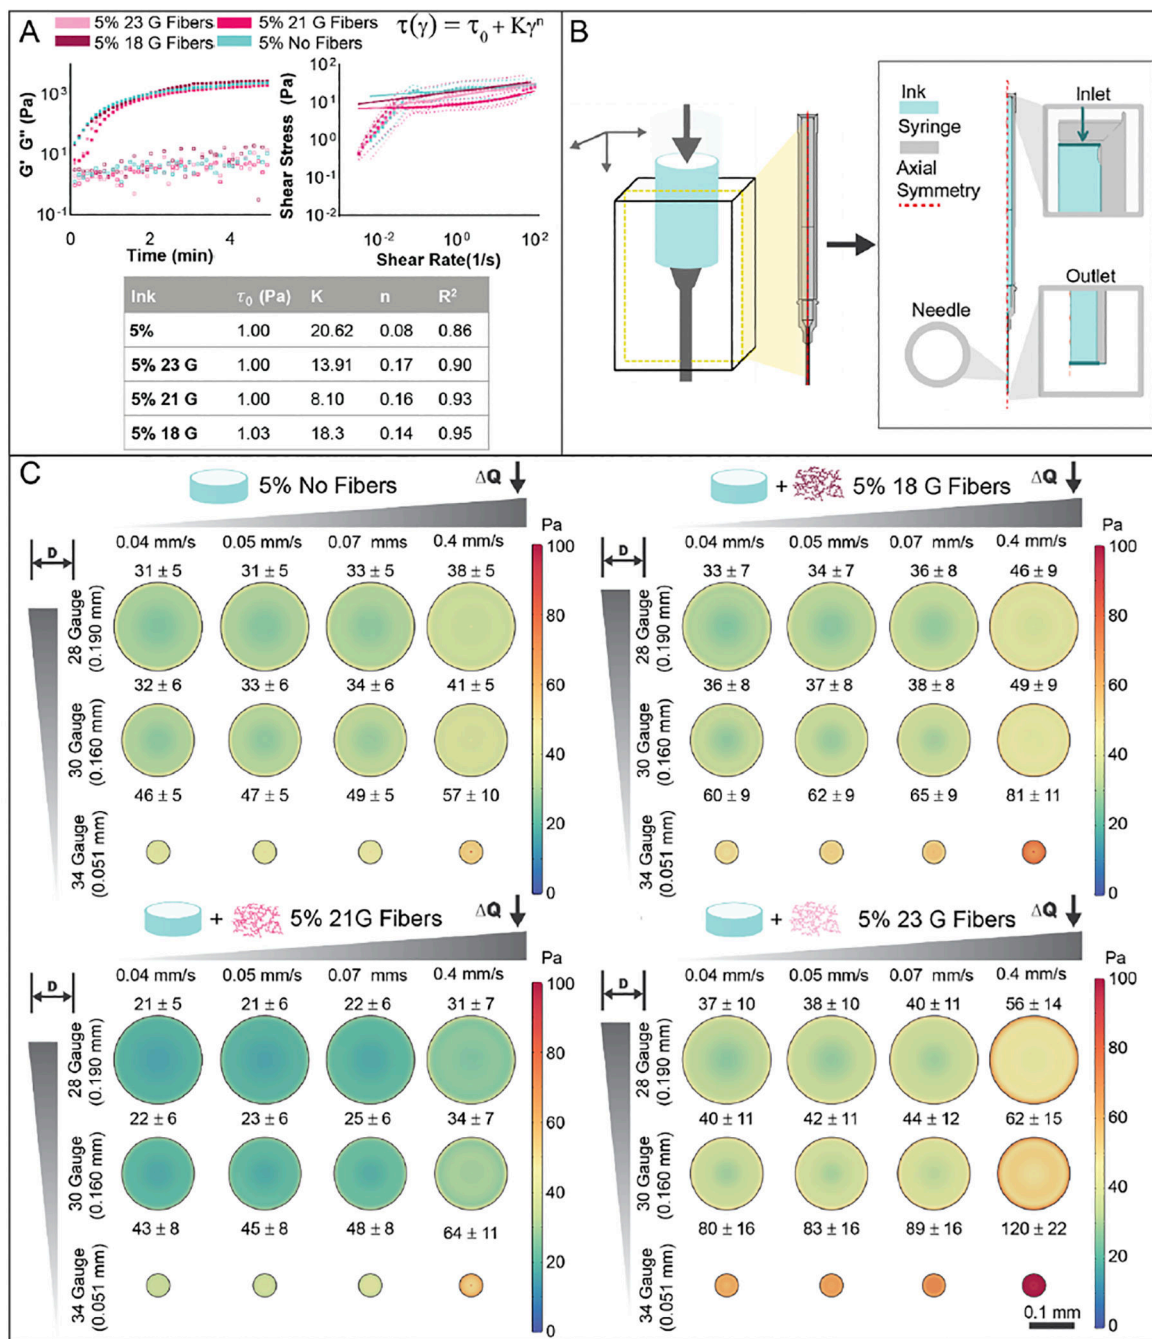 A
5% 23 G Fibers
5% 21 G Fibers
5% 18 G Fibers
5% No Fibers
τ(γ) = τ₀ + Kγⁿ
G' G'' (Pa)
10³
10¹
10⁻¹
0
2
4
Time (min)
Shear Stress (Pa)
10²
10¹
10⁰
10⁻¹
10⁻²
10⁻²
10⁰
10²
Shear Rate(1/s)
Ink τ₀ (Pa) K n R²
5% 1.00 20.62 0.08 0.86
5% 23 G 1.00 13.91 0.17 0.90
5% 21 G 1.00 8.10 0.16 0.93
5% 18 G 1.03 18.3 0.14 0.95
B
Ink
Syringe
Axial
Symmetry
Inlet
Outlet
Needle
C
5% No Fibers
ΔQ
Pa
D
0.04 mm/s 0.05 mm/s 0.07 mms 0.4 mm/s
31 ± 5 31 ± 5 33 ± 5 38 ± 5
28 Gauge
(0.190 mm)
32 ± 6 33 ± 6 34 ± 6 41 ± 5
30 Gauge
(0.160 mm)
46 ± 5 47 ± 5 49 ± 5 57 ± 10
34 Gauge
(0.051 mm)
100
80
60
40
20
0
+ 5% 18 G Fibers
ΔQ
Pa
D
0.04 mm/s 0.05 mm/s 0.07 mm/s 0.4 mm/s
33 ± 7 34 ± 7 36 ± 8 46 ± 9
28 Gauge
(0.190 mm)
36 ± 8 37 ± 8 38 ± 8 49 ± 9
30 Gauge
(0.160 mm)
60 ± 9 62 ± 9 65 ± 9 81 ± 11
34 Gauge
(0.051 mm)
100
80
60
40
20
0
+ 5% 21G Fibers
ΔQ
Pa
D
0.04 mm/s 0.05 mm/s 0.07 mms 0.4 mm/s
21 ± 5 21 ± 6 22 ± 6 31 ± 7
28 Gauge
(0.190 mm)
22 ± 6 23 ± 6 25 ± 6 34 ± 7
30 Gauge
(0.160 mm)
43 ± 8 45 ± 8 48 ± 8 64 ± 11
34 Gauge
(0.051 mm)
100
80
60
40
20
0
+ 5% 23 G Fibers
ΔQ
Pa
D
0.04 mm/s 0.05 mm/s 0.07 mm/s 0.4 mm/s
37 ± 10 38 ± 10 40 ± 11 56 ± 14
28 Gauge
(0.190 mm)
40 ± 11 42 ± 11 44 ± 12 62 ± 15
30 Gauge
(0.160 mm)
80 ± 16 83 ± 16 89 ± 16 120 ± 22
34 Gauge
(0.051 mm)
0.1 mm
100
80
60
40
20
0